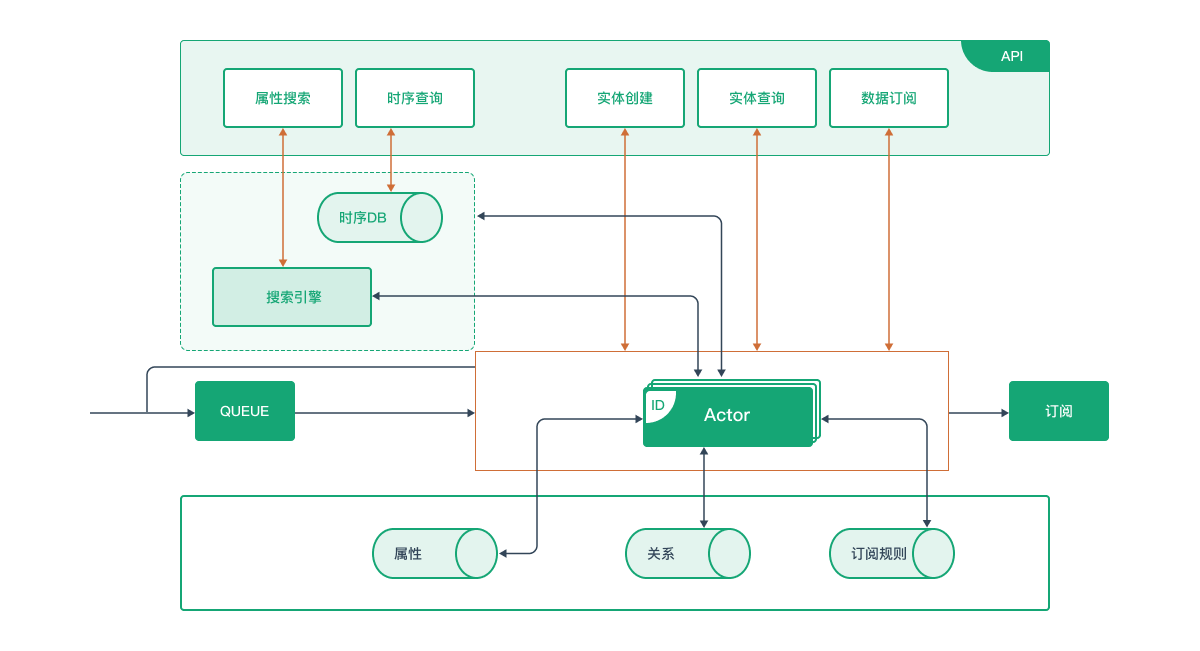 API
属性搜索
时序查询
实体创建
实体查询
数据订阅
时序DB
搜索引擎
QUEUE
ID
Actor
订阅
属性
关系
订阅规则